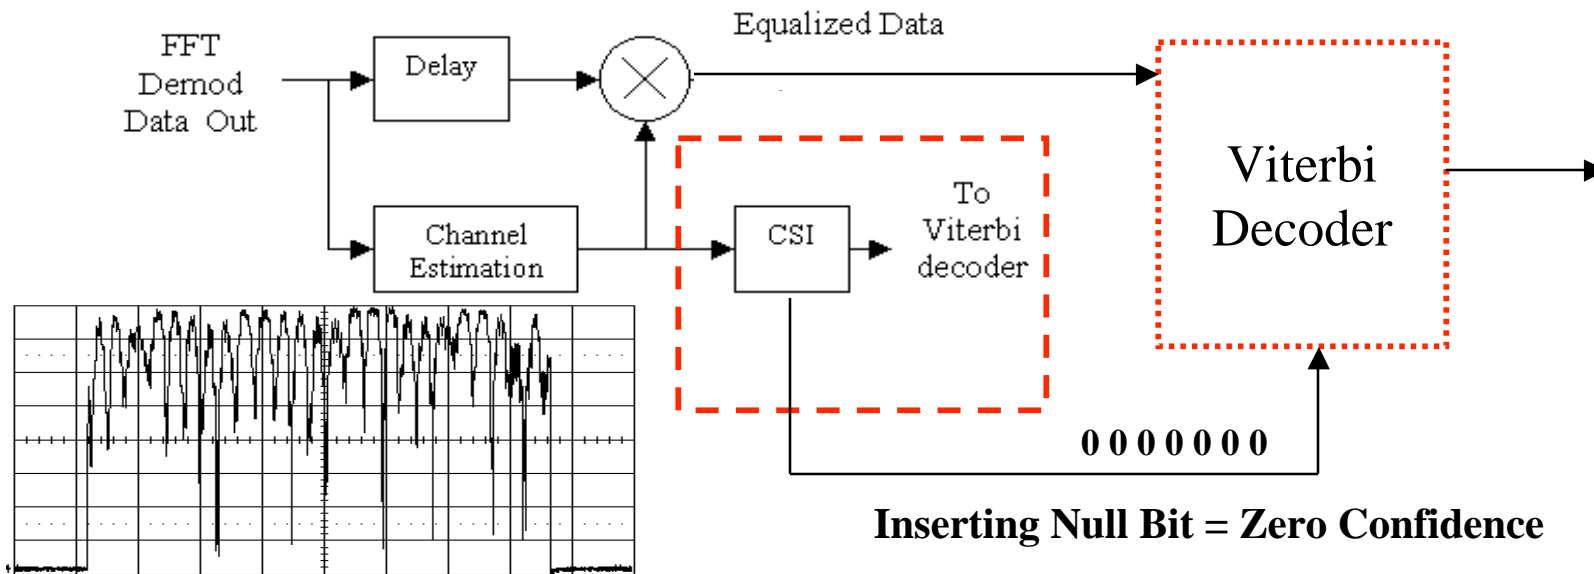 Equalized Data
FFT
Demod
Data Out
Delay
Channel
Estimation
CSI
To
Viterbi
decoder
Viterbi
Decoder
0 0 0 0 0 0 0
Inserting Null Bit = Zero Confidence